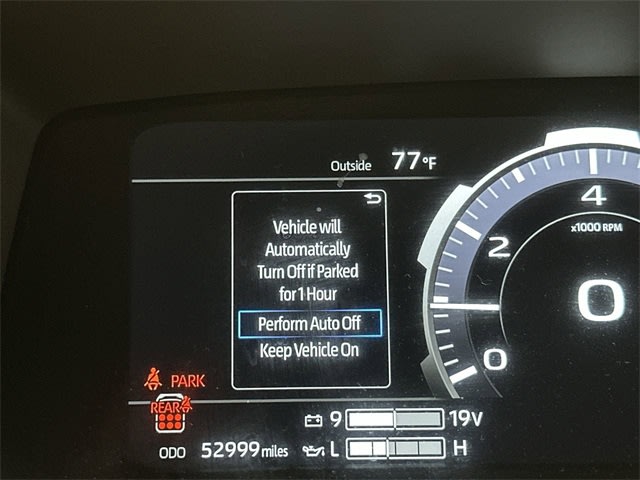 Outside 77°F
Vehicle will
Automatically
Turn Off if Parked
for 1 Hour
Perform Auto Off
Keep Vehicle On
4
x1000 RPM
2
0
0
PARK
REAR
9 19V
ODO 52999 miles
L H